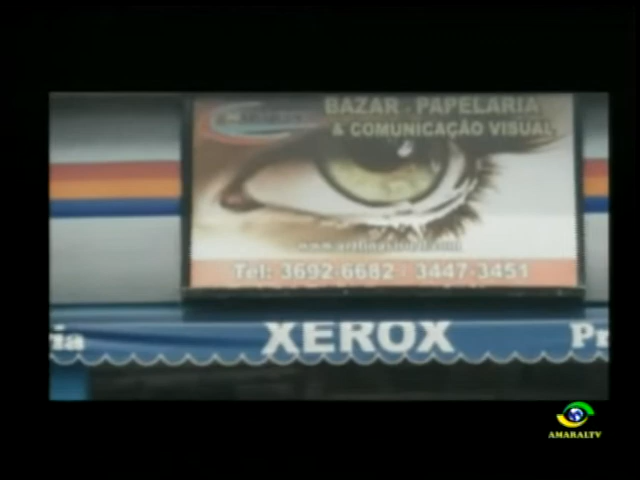 BAZAR - PAPELARIA
& COMUNICAÇÃO VISUAL
Tel: 3692-6682 / 3447-3451
XEROX
AMARALTV